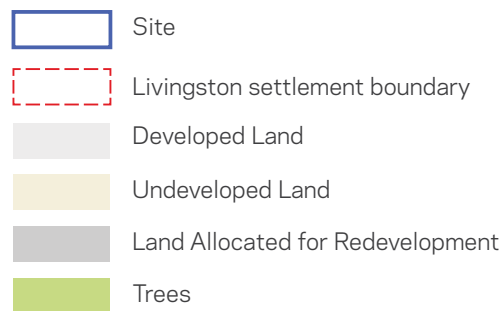 Site
Livingston settlement boundary
Developed Land
Undeveloped Land
Land Allocated for Redevelopment
Trees